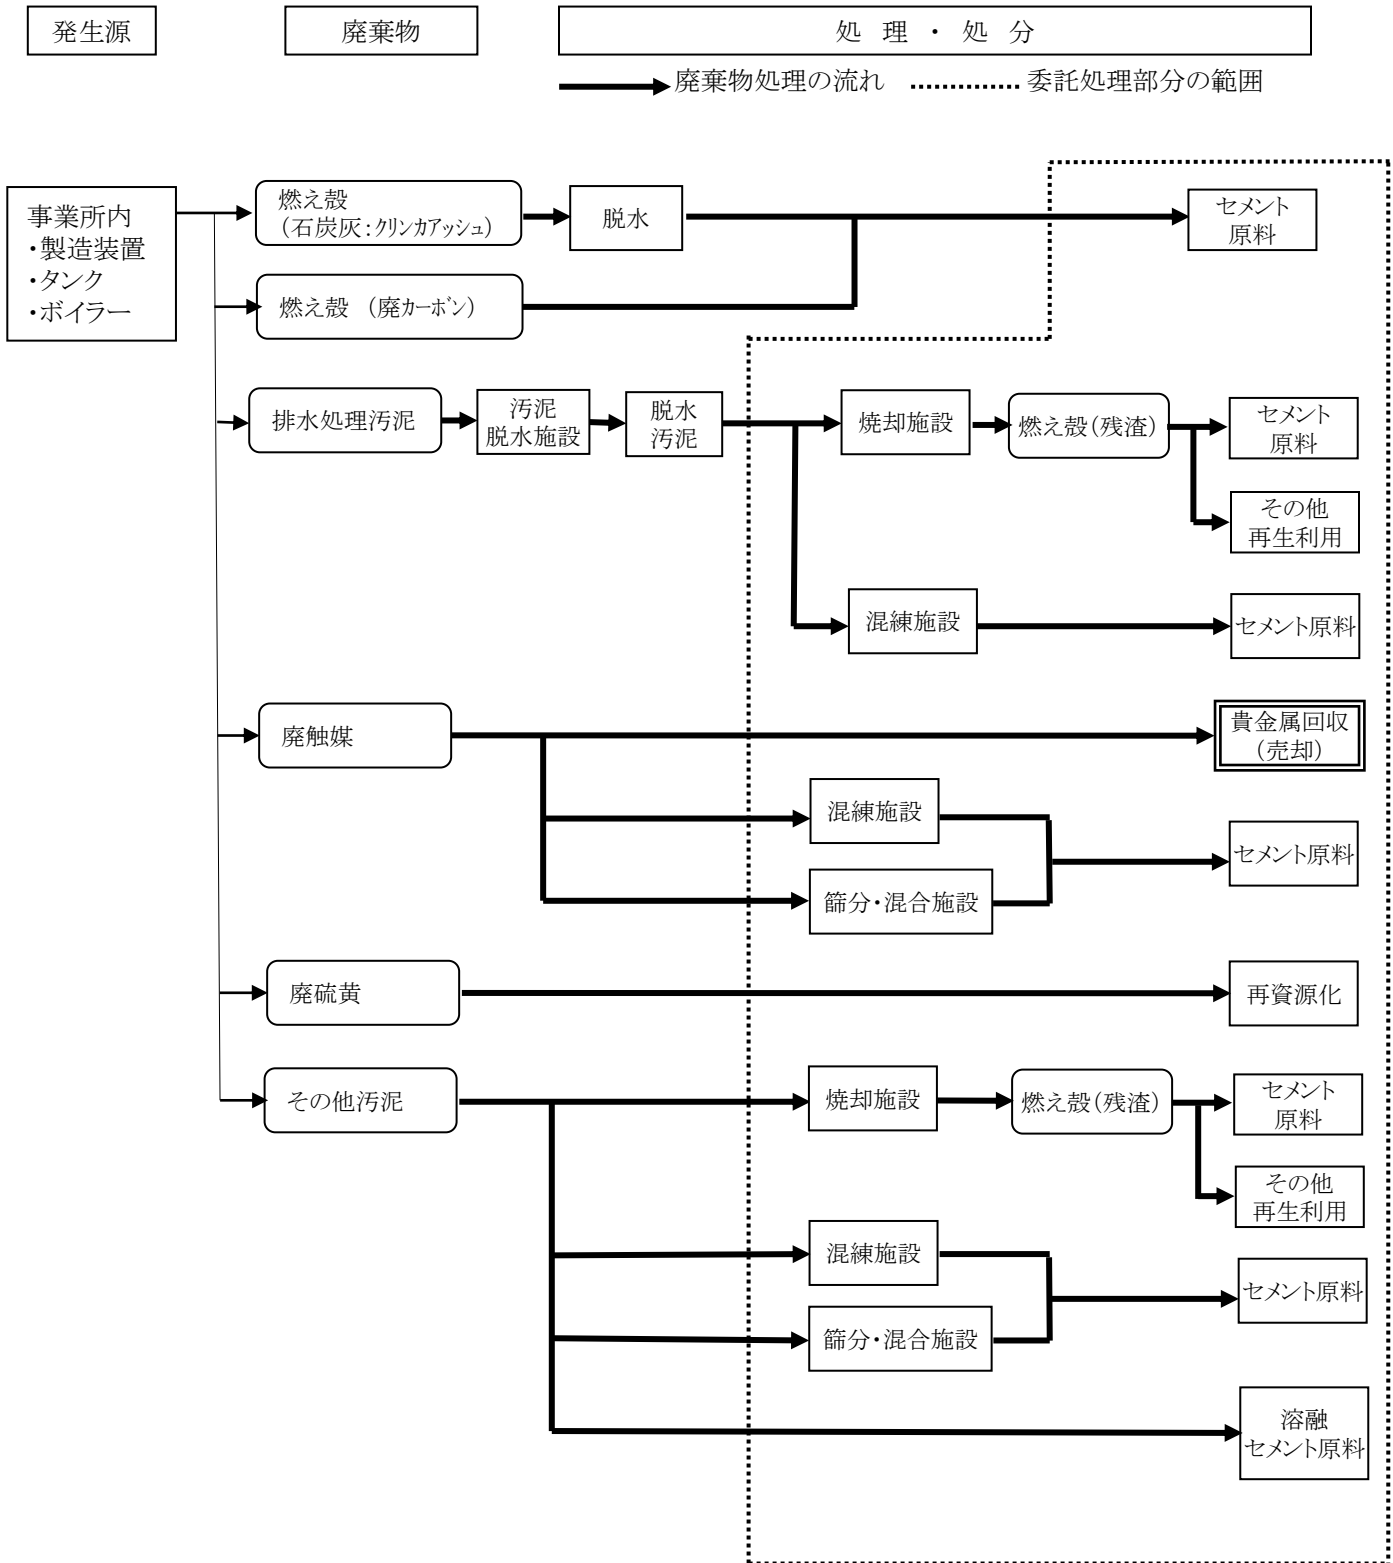 発生源
廃棄物
処 理 ・ 処 分
廃棄物処理の流れ
委託処理部分の範囲
事業所内
・製造装置
・タンク
・ボイラー
燃え殻
（石炭灰：クリンカアッシュ）
脱水
セメント
原料
燃え殻 （廃カーボン）
排水処理汚泥
汚泥
脱水施設
脱水
汚泥
焼却施設
燃え殻（残渣）
セメント
原料
その他
再生利用
混練施設
セメント原料
廃触媒
貴金属回収
（売却）
混練施設
セメント原料
篩分・混合施設
廃硫黄
再資源化
その他汚泥
焼却施設
燃え殻（残渣）
セメント
原料
その他
再生利用
混練施設
セメント原料
篩分・混合施設
溶融
セメント原料